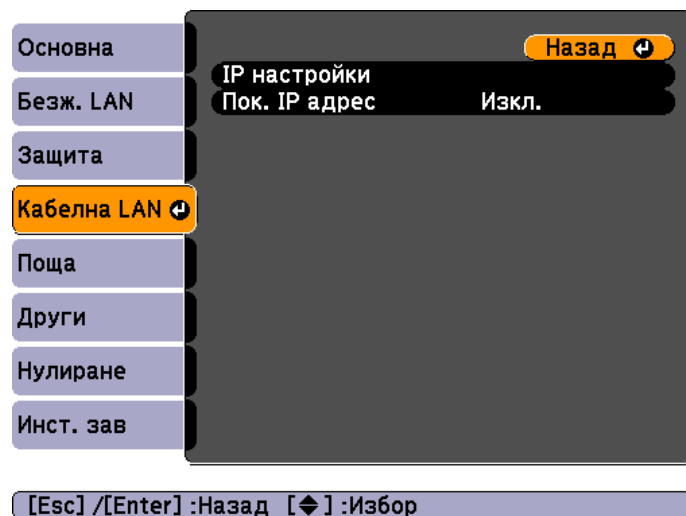 Основна
Безж. LAN
Защита
Кабелна LAN
Поща
Други
Нулиране
Инст. зав
Назад
IP настройки
Пок. IP адрес Изкл.
[Esc] /[Enter] :Назад [◆] :Избор